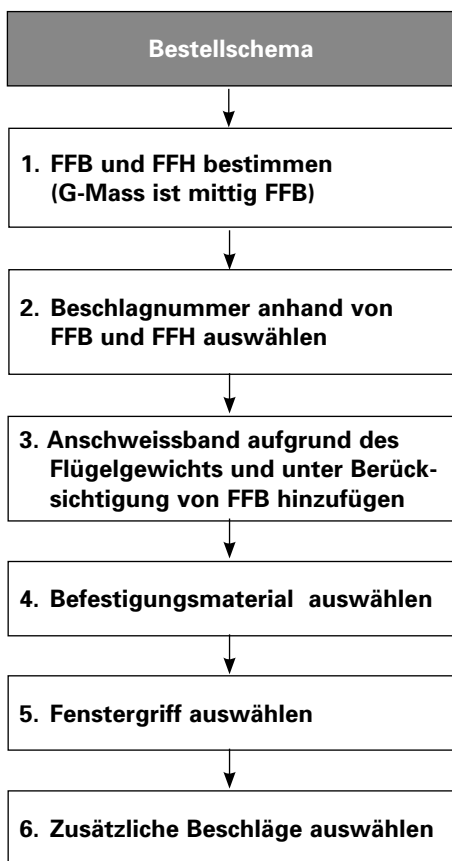 Bestellschema
1. FFB und FFH bestimmen
(G-Mass ist mittig FFB)
2. Beschlagnummer anhand von
FFB und FFH auswählen
3. Anschweissband aufgrund des
Flügelgewichts und unter Berück-
sichtigung von FFB hinzufügen
4. Befestigungsmaterial auswählen
5. Fenstergriff auswählen
6. Zusätzliche Beschläge auswählen